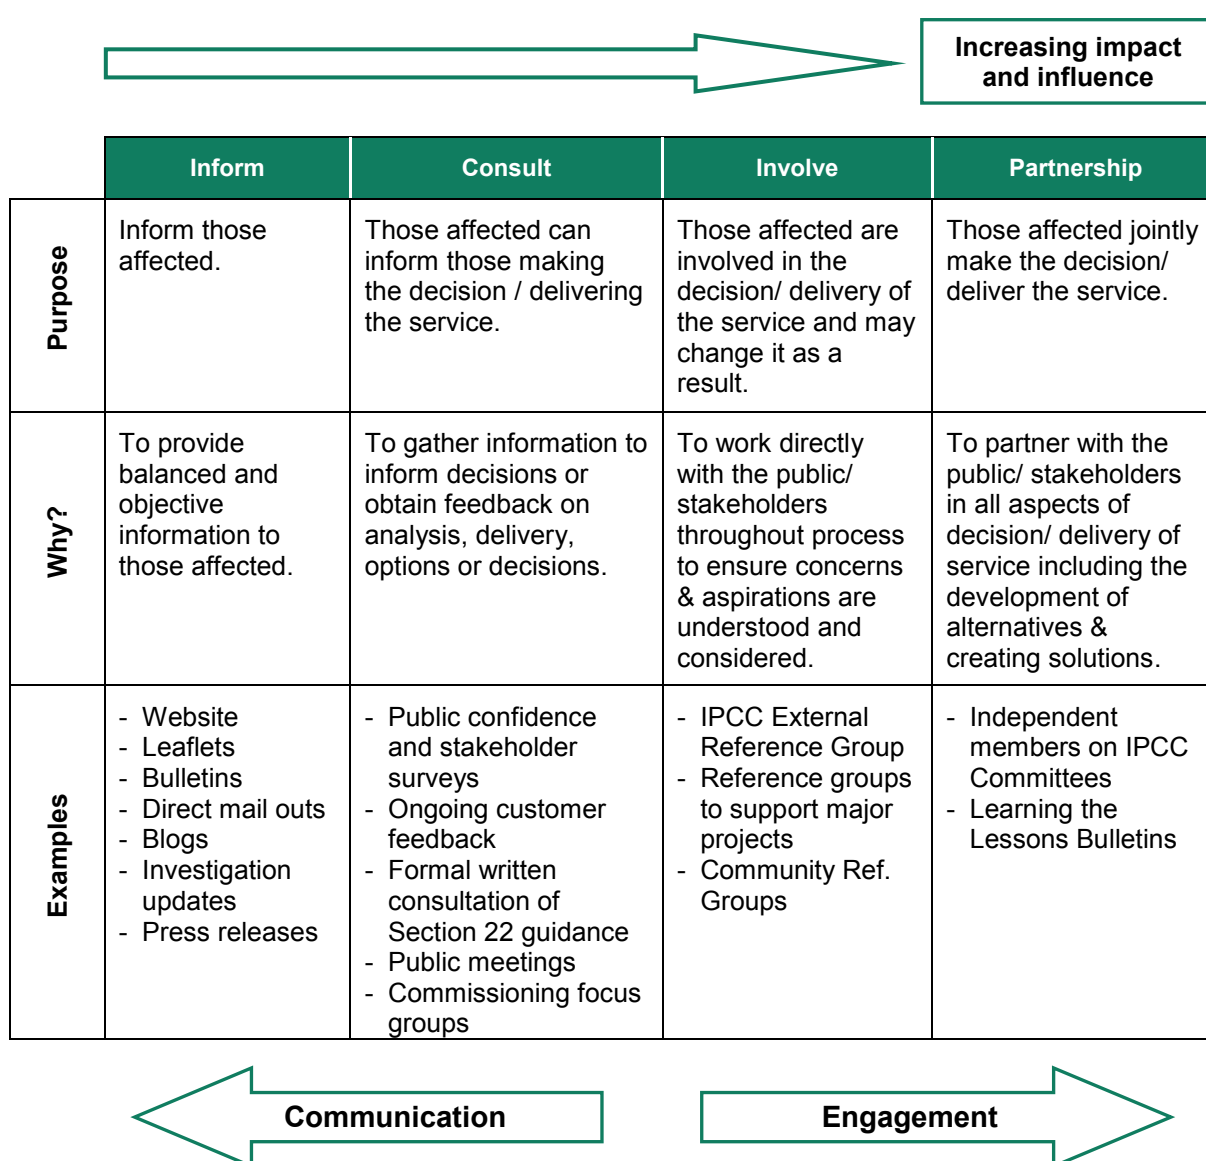 Increasing impact
and influence
Inform
Consult
Involve
Partnership
Purpose
Inform those
affected.
Those affected can
inform those making
the decision / delivering
the service.
Those affected are
involved in the
decision/ delivery of
the service and may
change it as a
result.
Those affected jointly
make the decision/
deliver the service.
Why?
To provide
balanced and
objective
information to
those affected.
To gather information to
inform decisions or
obtain feedback on
analysis, delivery,
options or decisions.
To work directly
with the public/
stakeholders
throughout process
to ensure concerns
& aspirations are
understood and
considered.
To partner with the
public/ stakeholders
in all aspects of
decision/ delivery of
service including the
development of
alternatives &
creating solutions.
Examples
- Website
- Leaflets
- Bulletins
- Direct mail outs
- Blogs
- Investigation
updates
- Press releases
- Public confidence
and stakeholder
surveys
- Ongoing customer
feedback
- Formal written
consultation of
Section 22 guidance
- Public meetings
- Commissioning focus
groups
- IPCC External
Reference Group
- Reference groups
to support major
projects
- Community Ref.
Groups
- Independent
members on IPCC
Committees
- Learning the
Lessons Bulletins
Communication
Engagement